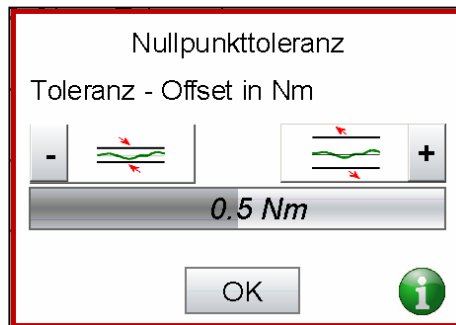 Nullpunkttoleranz
Toleranz - Offset in Nm
- +
0.5 Nm
OK
i